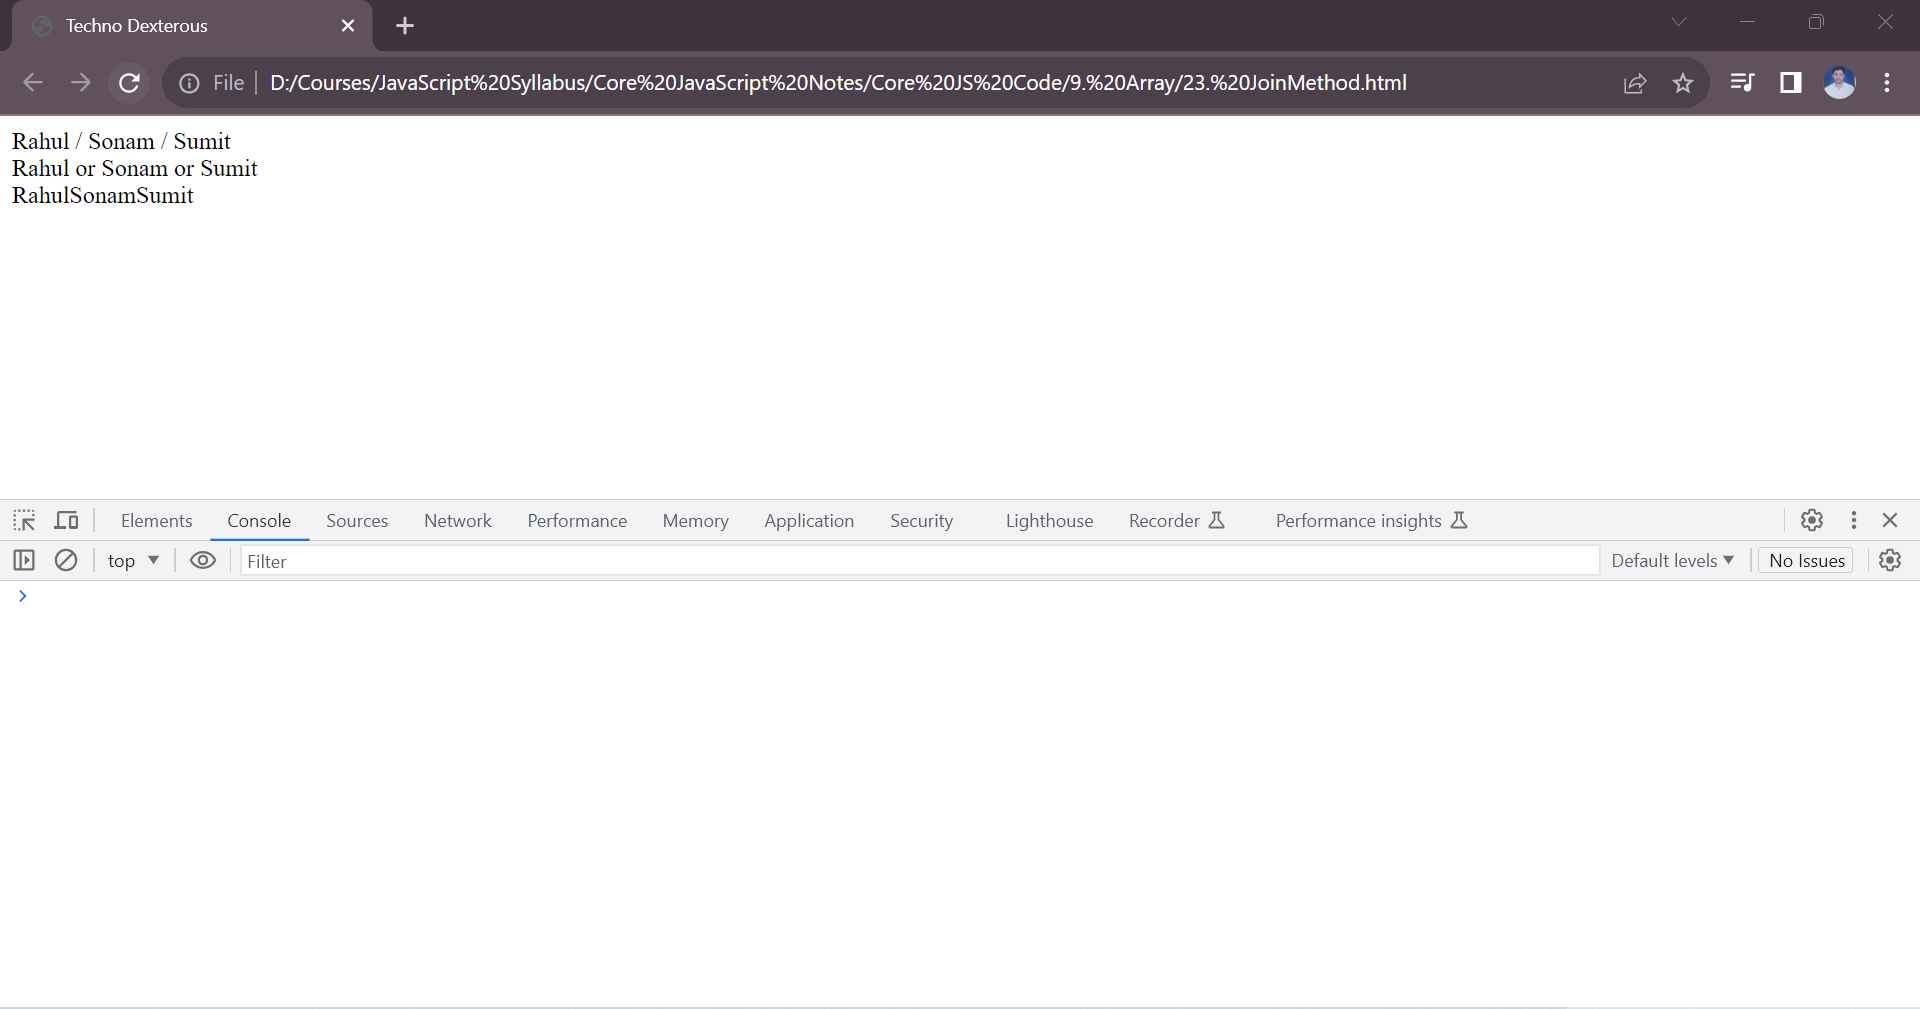 Techno Dexterous
File D:/Courses/JavaScript%20Syllabus/Core%20JavaScript%20Notes/Core%20JS%20Code/9.%20Array/23.%20JoinMethod.html
Rahul / Sonam / Sumit
Rahul or Sonam or Sumit
RahulSonamSumit
Elements Console Sources Network Performance Memory Application Security Lighthouse Recorder Performance insights
top Filter Default levels No Issues